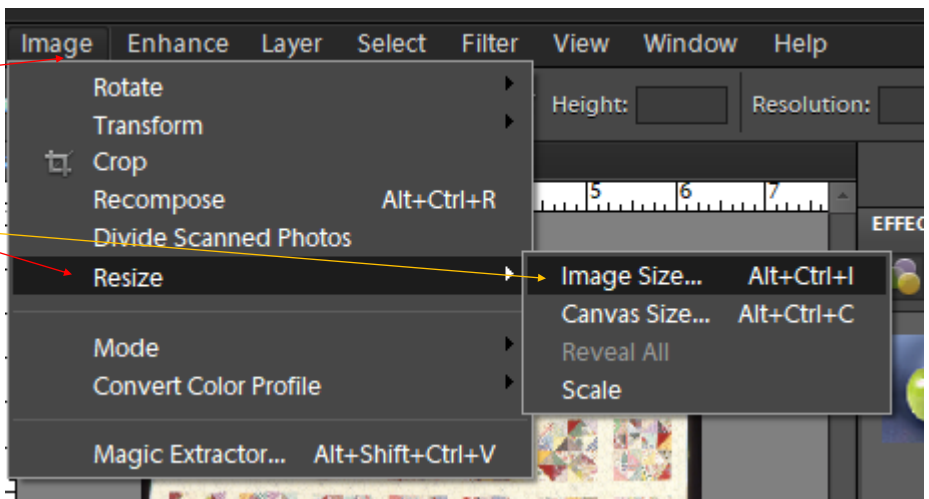 Image Enhance Layer Select Filter View Window Help
Rotate
Transform
Height: Resolution:
Crop
Recompose Alt+Ctrl+R
5 6 7
Divide Scanned Photos
Resize
Image Size... Alt+Ctrl+I
Canvas Size... Alt+Ctrl+C
Reveal All
Scale
Mode
Convert Color Profile
Magic Extractor... Alt+Shift+Ctrl+V